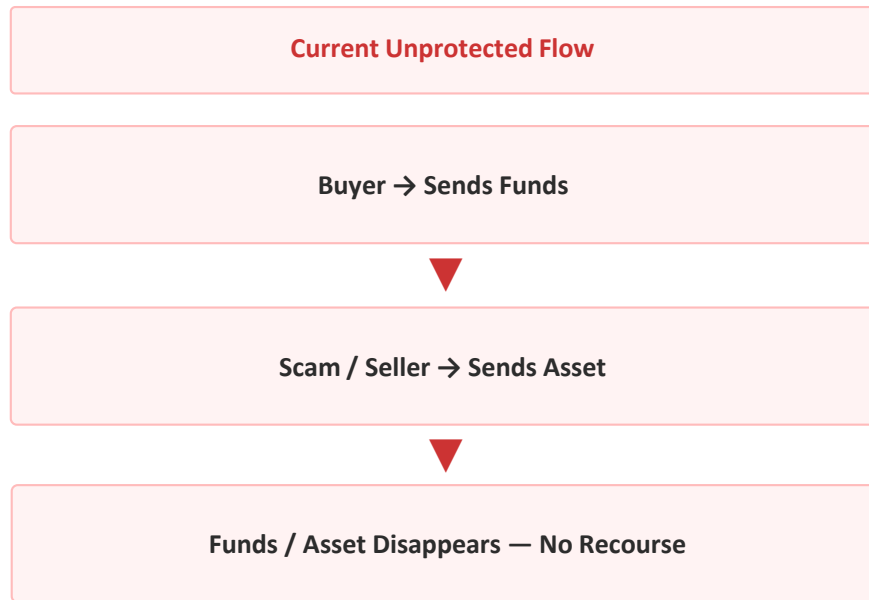 Current Unprotected Flow
Buyer → Sends Funds
Scam / Seller → Sends Asset
Funds / Asset Disappears — No Recourse